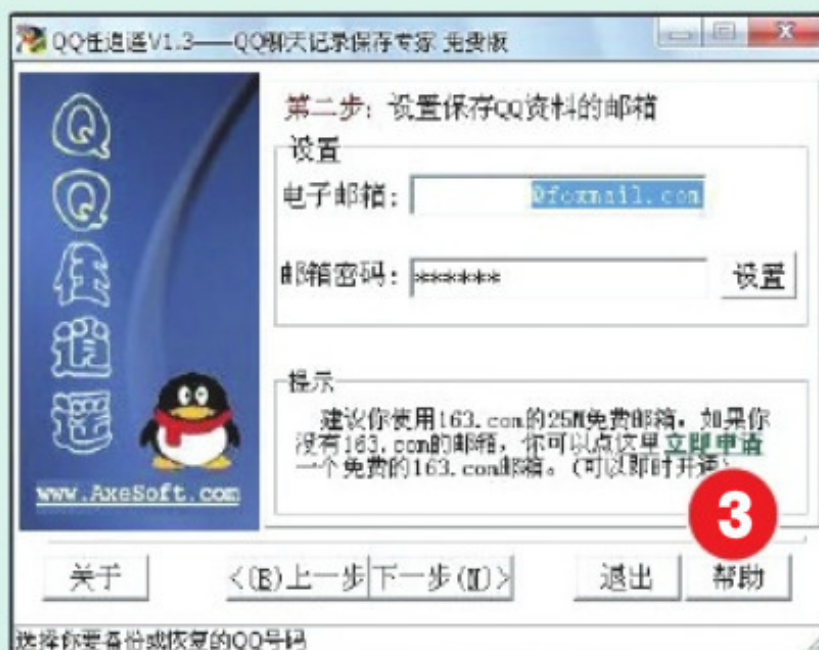 QQ任逍遥V1.3——QQ聊天记录保存专家 免费版
QQ任逍遥
www.AxeSoft.com
第二步：设置保存QQ资料的邮箱
设置
电子邮箱：
@foxmail.com
邮箱密码：
******
设置
提示
建议你使用163.com的25M免费邮箱。如果你
没有163.com的邮箱，你可以点这里立即申请
一个免费的163.com邮箱。(可以即时开通)
3
关于
<(B)上一步
下一步(N)>
退出
帮助
选择你要备份或恢复的QQ号码